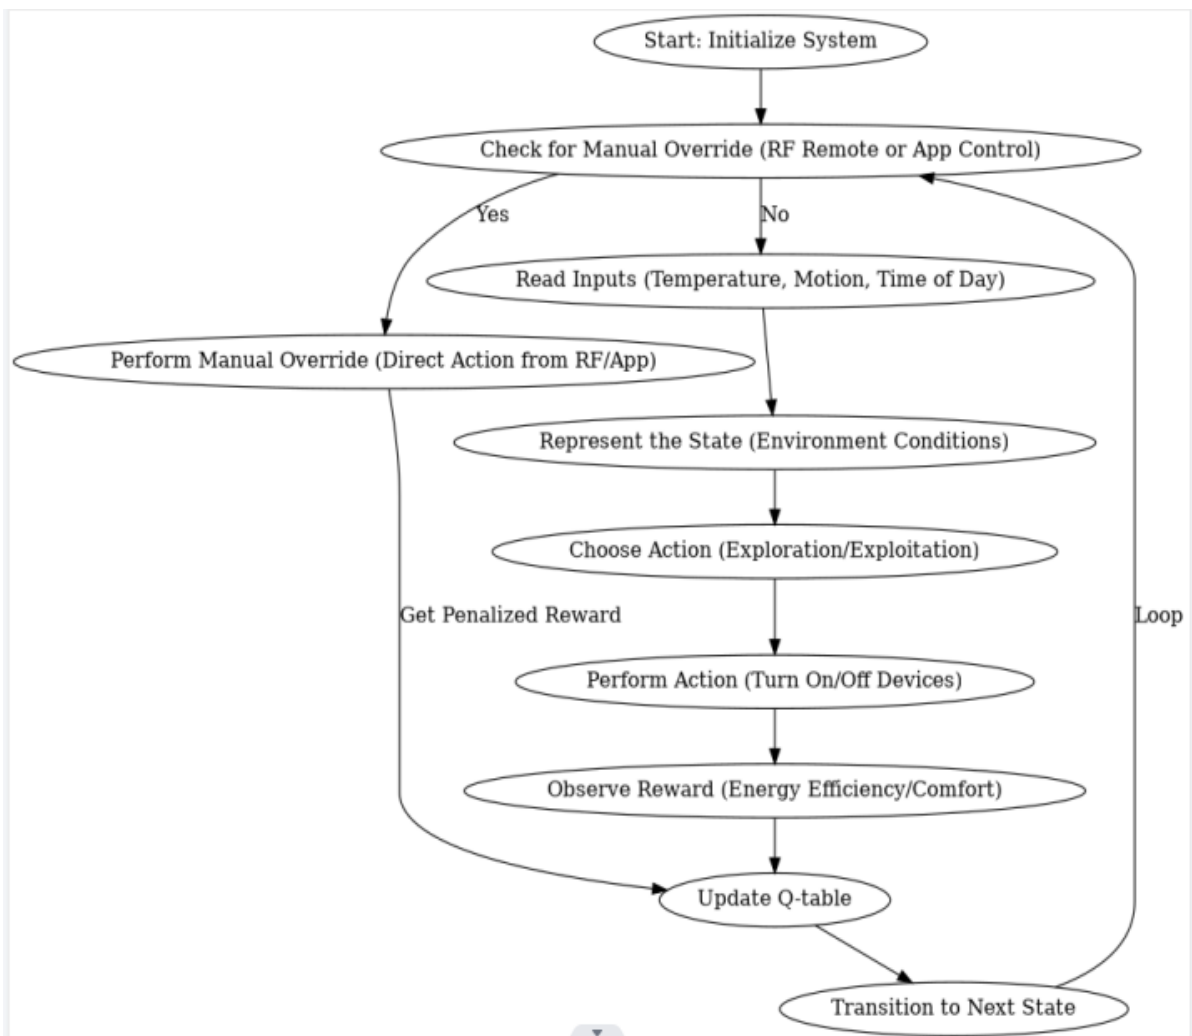 Start: Initialize System
Check for Manual Override (RF Remote or App Control)
Yes
No
Read Inputs (Temperature, Motion, Time of Day)
Perform Manual Override (Direct Action from RF/App)
Represent the State (Environment Conditions)
Choose Action (Exploration/Exploitation)
Get Penalized Reward
Loop
Perform Action (Turn On/Off Devices)
Observe Reward (Energy Efficiency/Comfort)
Update Q-table
Transition to Next State